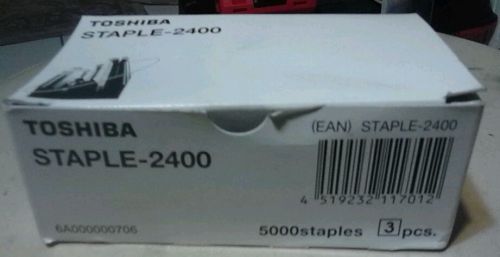 TOSHIBA
STAPLE-2400
TOSHIBA
STAPLE-2400
(EAN) STAPLE-2400
4 519232 117012
6A000000706
5000staples 3 pcs.